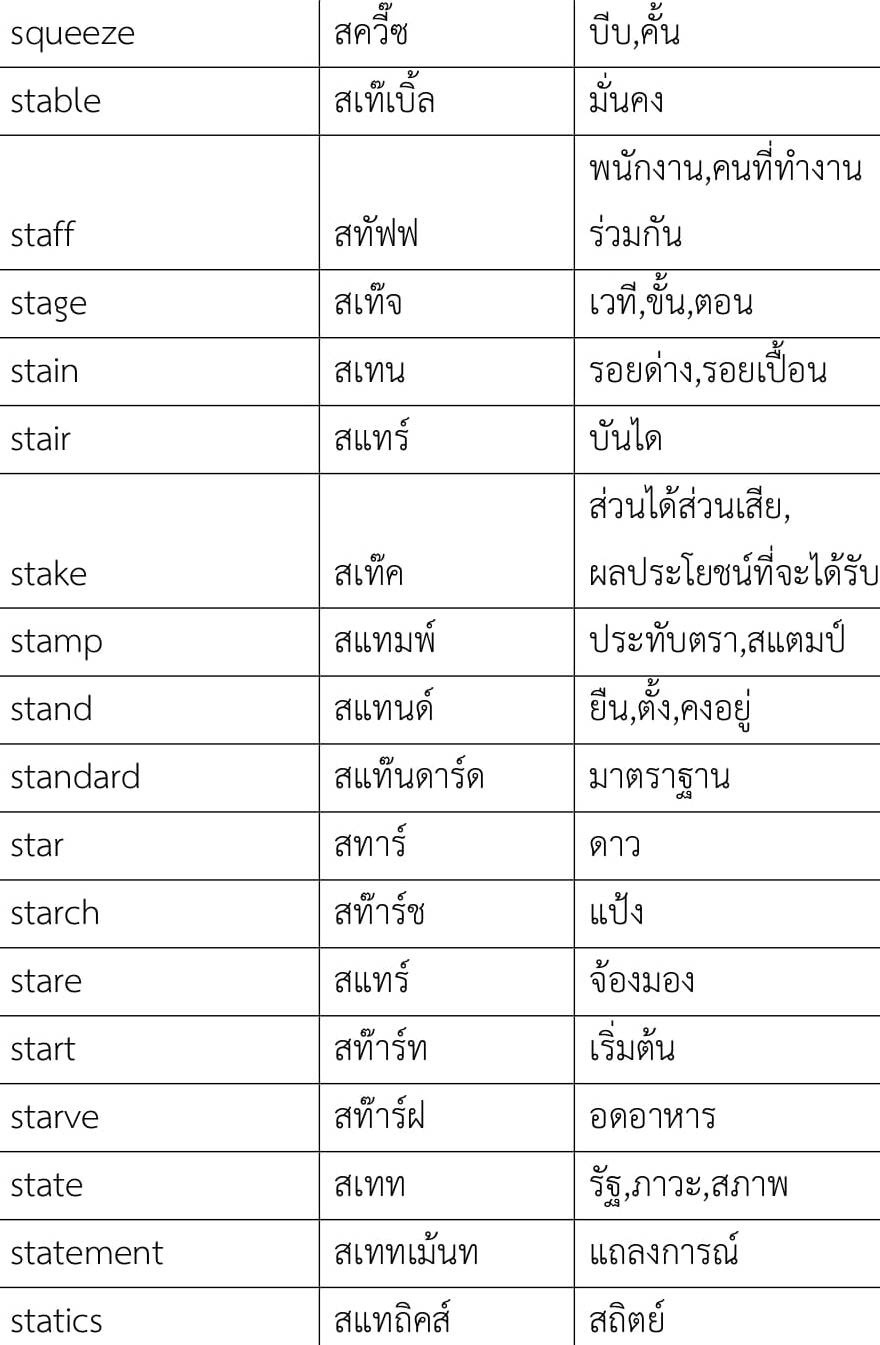 squeeze สควี๊ซ บีบ,คั้น
stable สเท๊เบิ้ล มั่นคง
พนักงาน,คนที่ทำงาน
staff สทัฟฟ ร่วมกัน
stage สเท๊จ เวที,ขั้น,ตอน
stain สเทน รอยด่าง,รอยเปื้อน
stair สแทร์ บันได
ส่วนได้ส่วนเสีย,
stake สเท๊ค ผลประโยชน์ที่จะได้รับ
stamp สแทมพ์ ประทับตรา,สแตมป์
stand สแทนด์ ยืน,ตั้ง,คงอยู่
standard สแท๊นดาร์ด มาตราฐาน
star สทาร์ ดาว
starch สท๊าร์ช แป้ง
stare สแทร์ จ้องมอง
start สท๊าร์ท เริ่มต้น
starve สท๊าร์ฝ อดอาหาร
state สเทท รัฐ,ภาวะ,สภาพ
statement สเททเม้นท แถลงการณ์
statics สแทถิคส์ สถิตย์